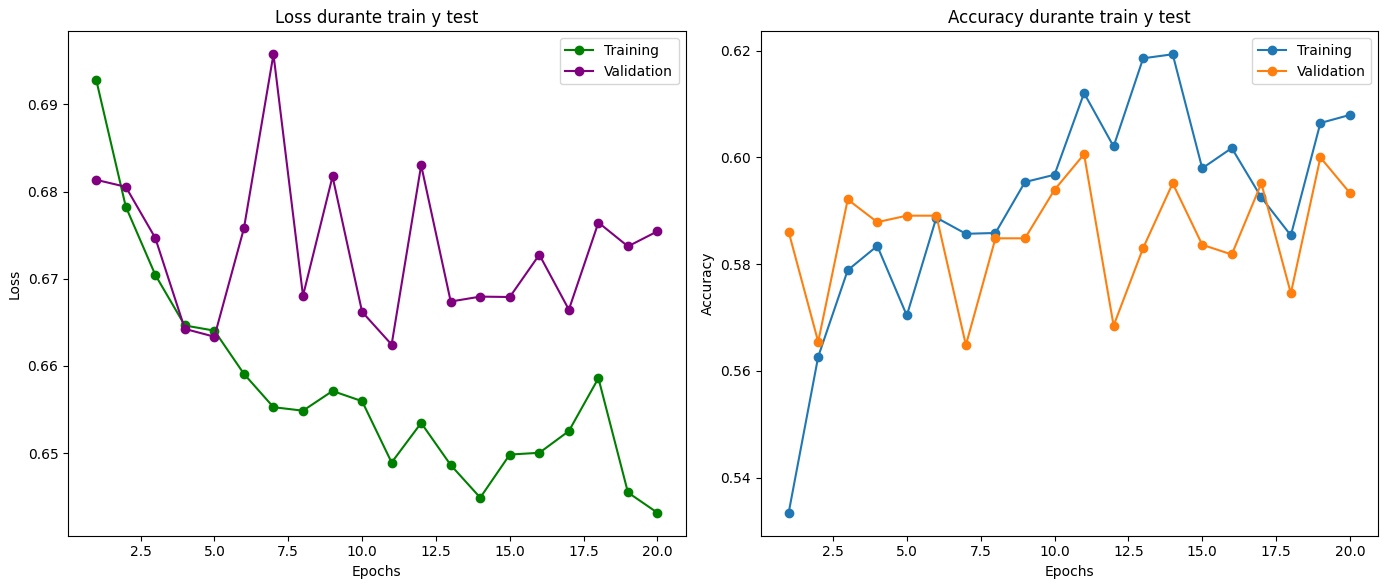 Loss durante train y test
Training
Validation
0.69
0.68
0.67
0.66
0.65
Loss
2.5 5.0 7.5 10.0 12.5 15.0 17.5 20.0
Epochs
Accuracy durante train y test
Training
Validation
0.62
0.60
0.58
0.56
0.54
Accuracy
2.5 5.0 7.5 10.0 12.5 15.0 17.5 20.0
Epochs